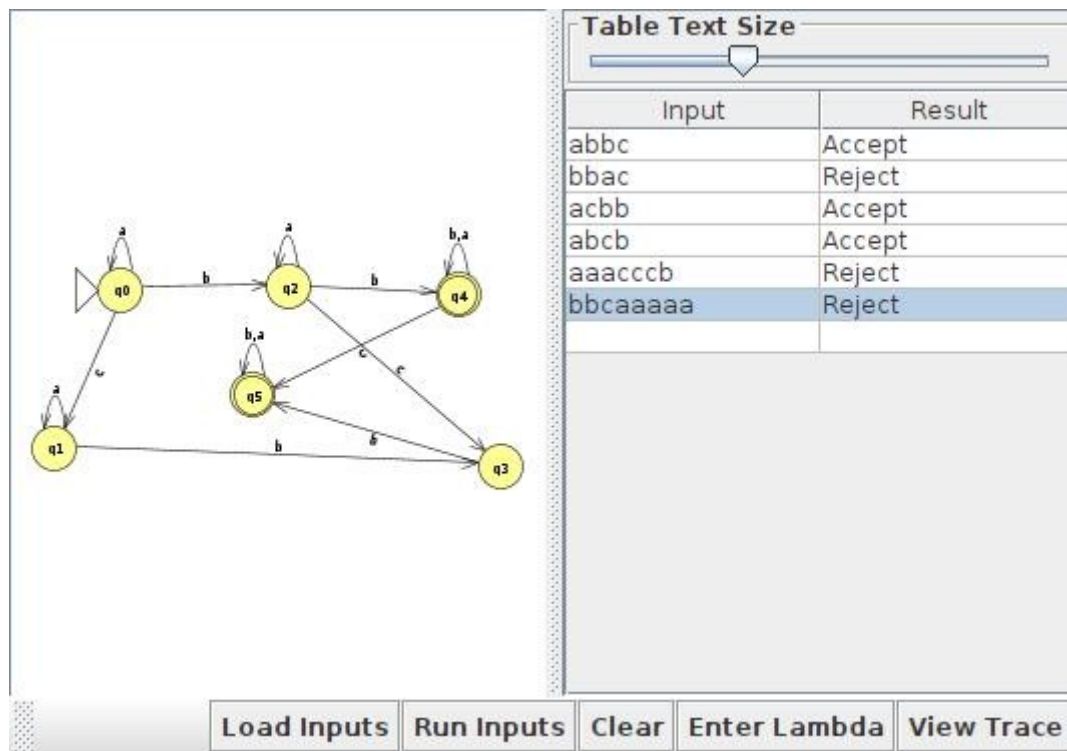 Table Text Size
Input Result
abbc Accept
bbac Reject
acbb Accept
abcb Accept
aaacccb Reject
bbcaaaaa Reject
a
a
b,a
q0
b
q2
b
q4
b,a
c
c
c
q5
a
q1
b
b
q3
Load Inputs Run Inputs Clear Enter Lambda View Trace